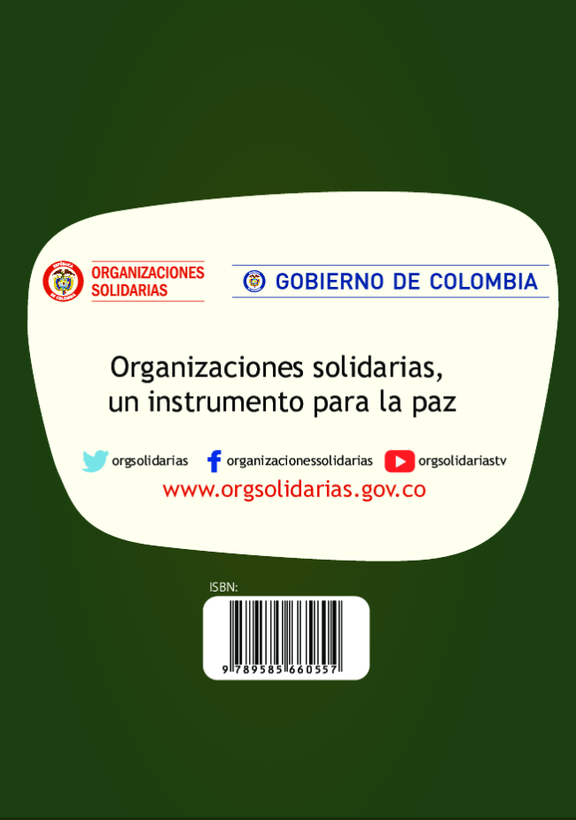 ORGANIZACIONES
SOLIDARIAS
GOBIERNO DE COLOMBIA
Organizaciones solidarias,
un instrumento para la paz
orgsolidarias organizacionessolidarias orgsolidariastv
www.orgsolidarias.gov.co
ISBN:
9 789585 660557